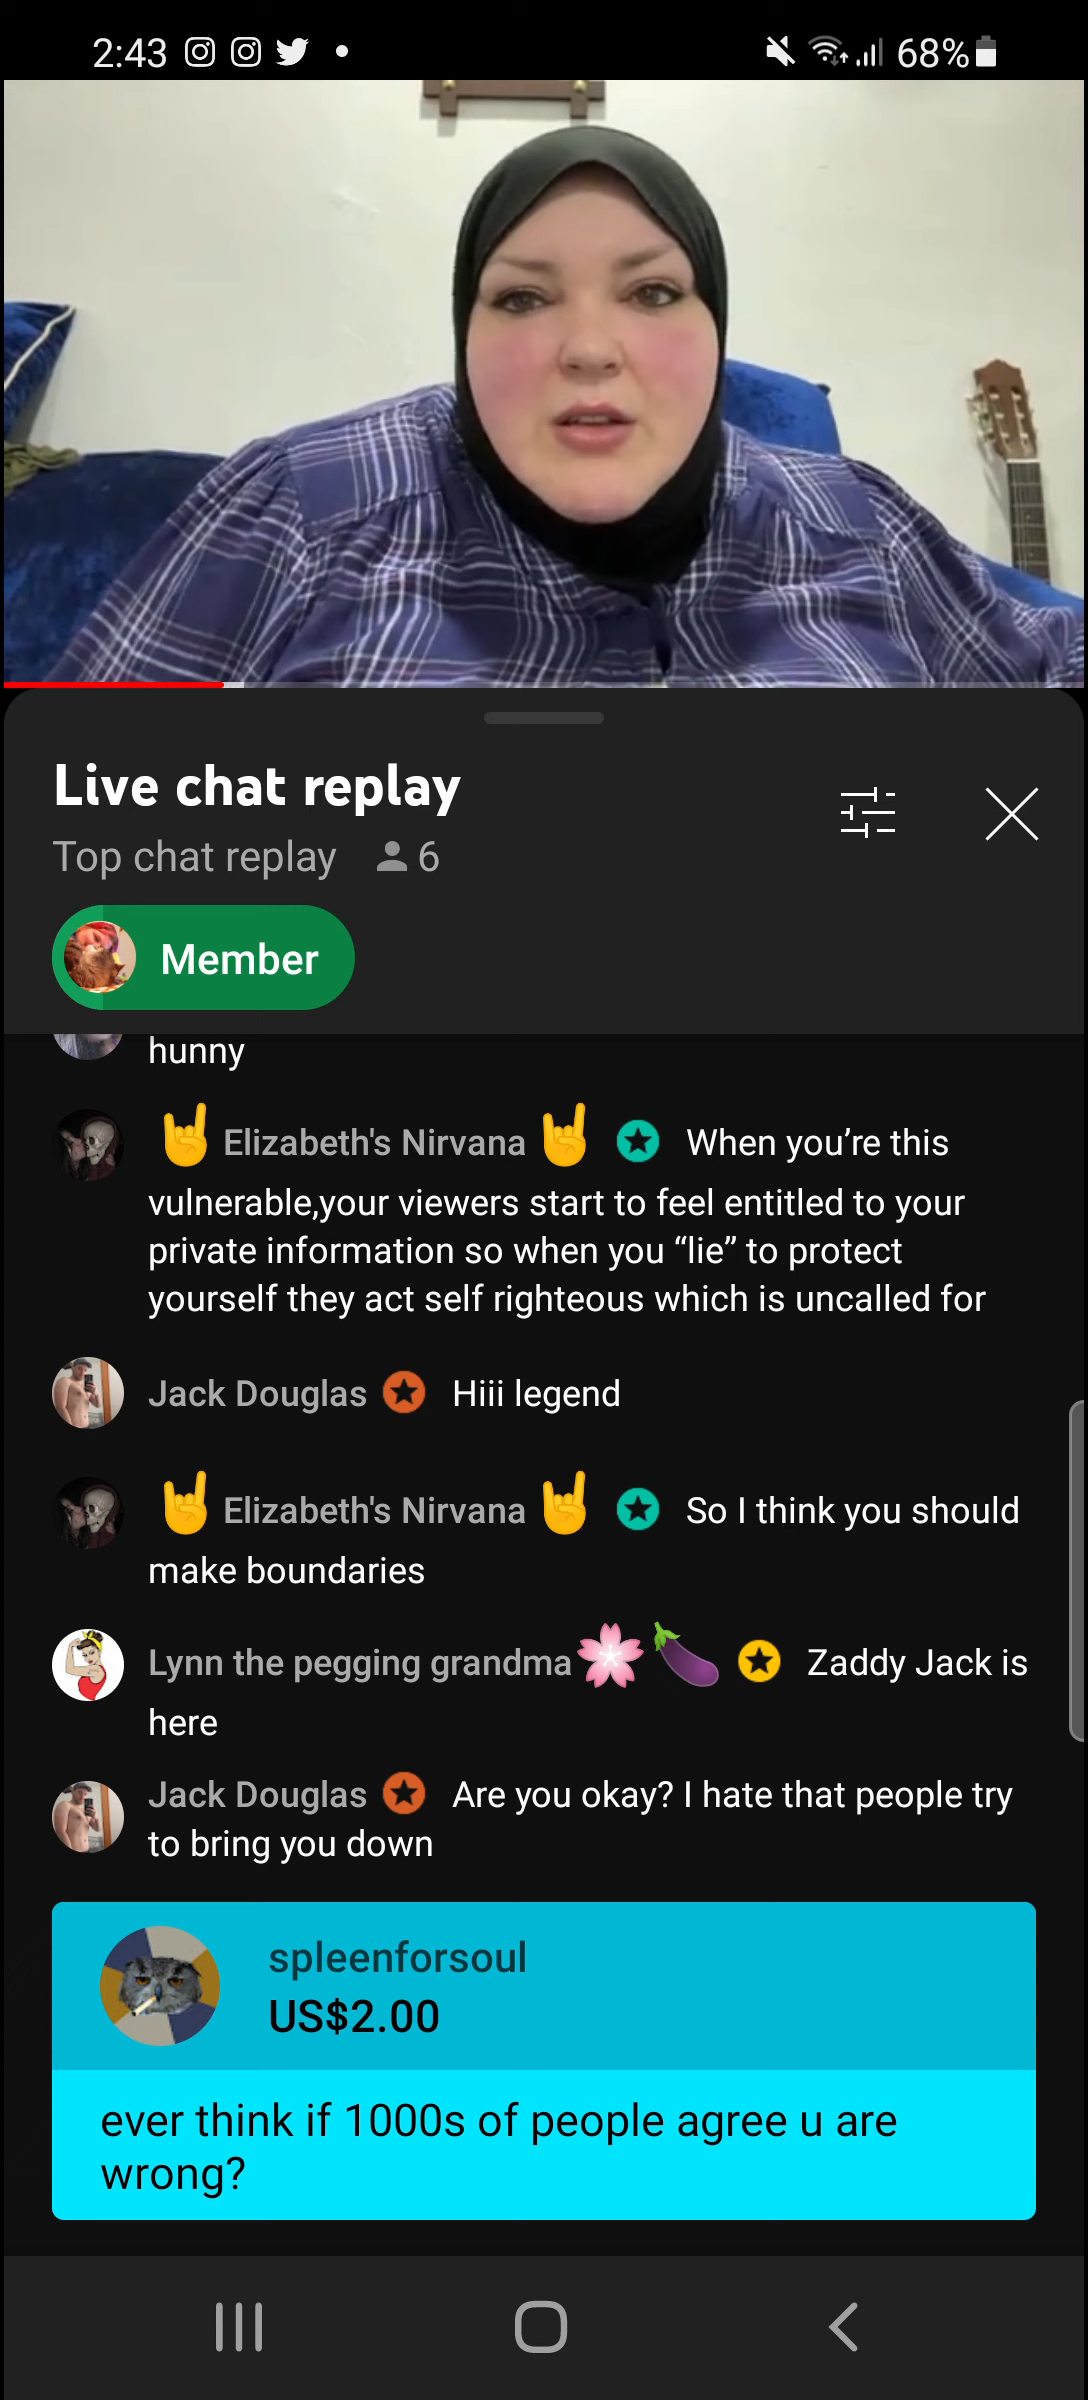 2:43 68%
Live chat replay
Top chat replay 6
Member
hunny
🤘Elizabeth's Nirvana🤘 When you’re this
vulnerable,your viewers start to feel entitled to your
private information so when you “lie” to protect
yourself they act self righteous which is uncalled for
Jack Douglas Hiii legend
🤘Elizabeth's Nirvana🤘 So I think you should
make boundaries
Lynn the pegging grandma🌸🍆 Zaddy Jack is
here
Jack Douglas Are you okay? I hate that people try
to bring you down
spleenforsoul
US$2.00
ever think if 1000s of people agree u are
wrong?